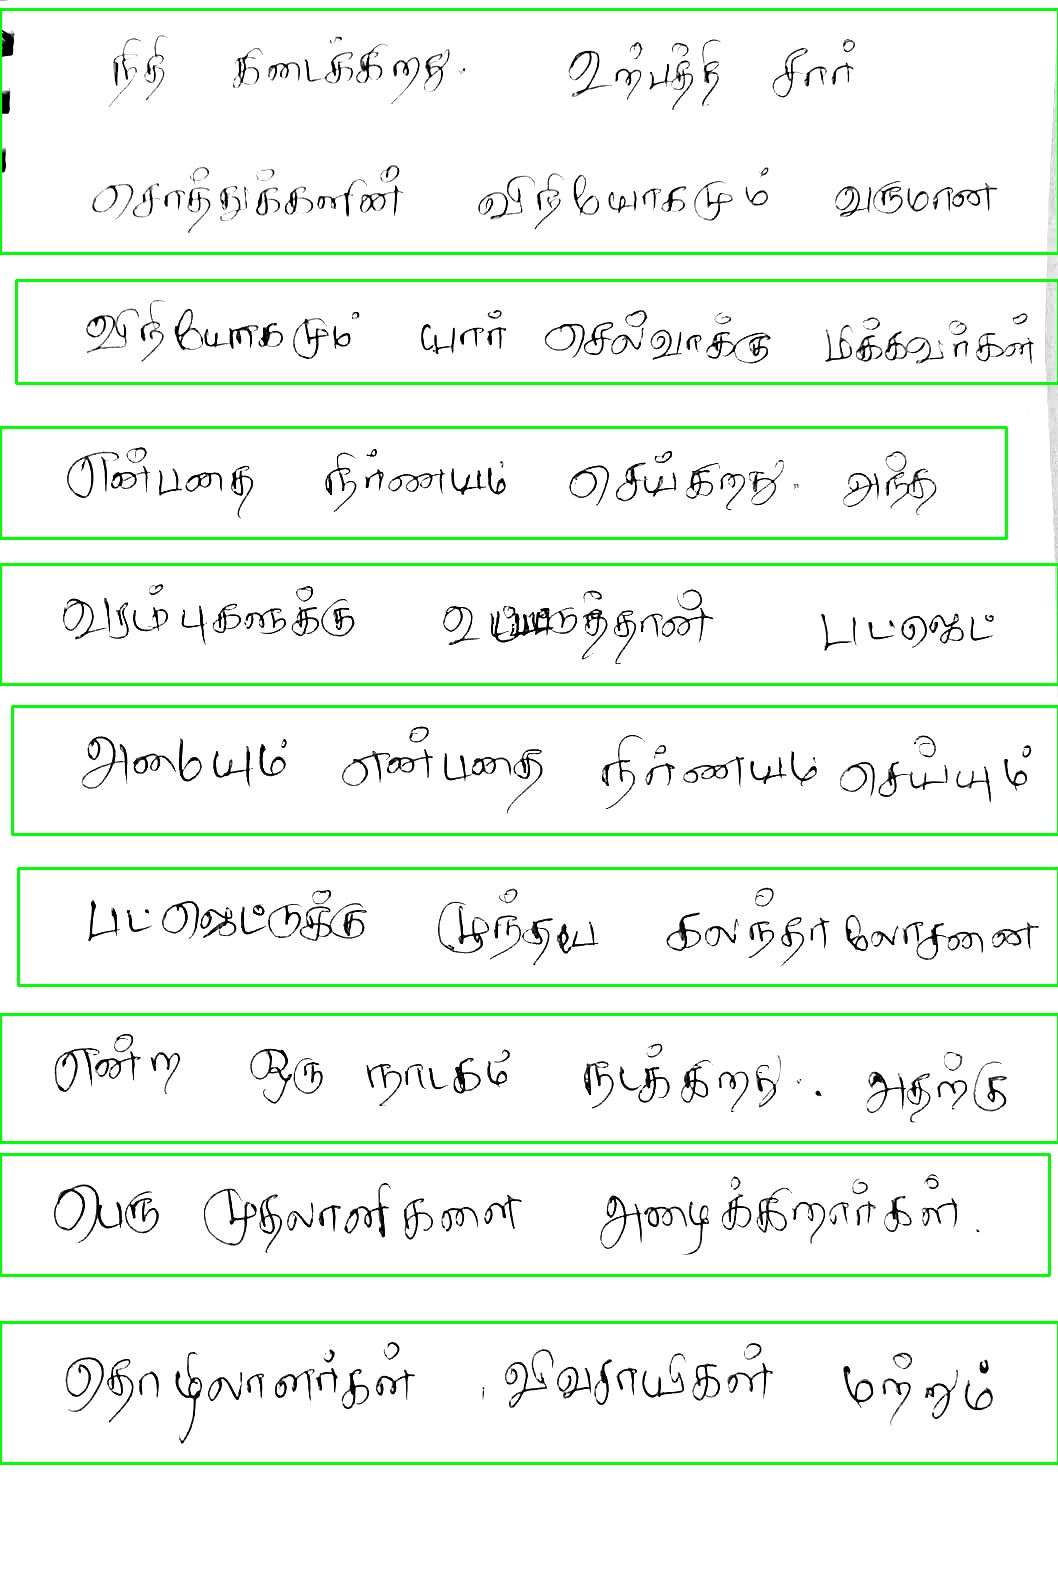 நிதி கிடைக்கிறது. உற்பத்தி சார்
சொத்துக்களின் விநியோகமும் வருமான
விநியோகமும் யார் செல்வாக்கு மிக்கவர்கள்
என்பதை நிர்ணயம் செய்கிறது. அந்த
வரம்புகளுக்கு பட்ஜெட்
அமையும் என்பதை நிர்ணயம் செய்யும்
பட்ஜெட்டுக்கு முந்தைய கலந்தாலோசனை
என்ற ஒரு நாடகம் நடக்கிறது. அதற்கு
பெரு முதலாளிகளை அழைக்கிறார்கள்.
தொழிலாளர்கள், விவசாயிகள் மற்றும்